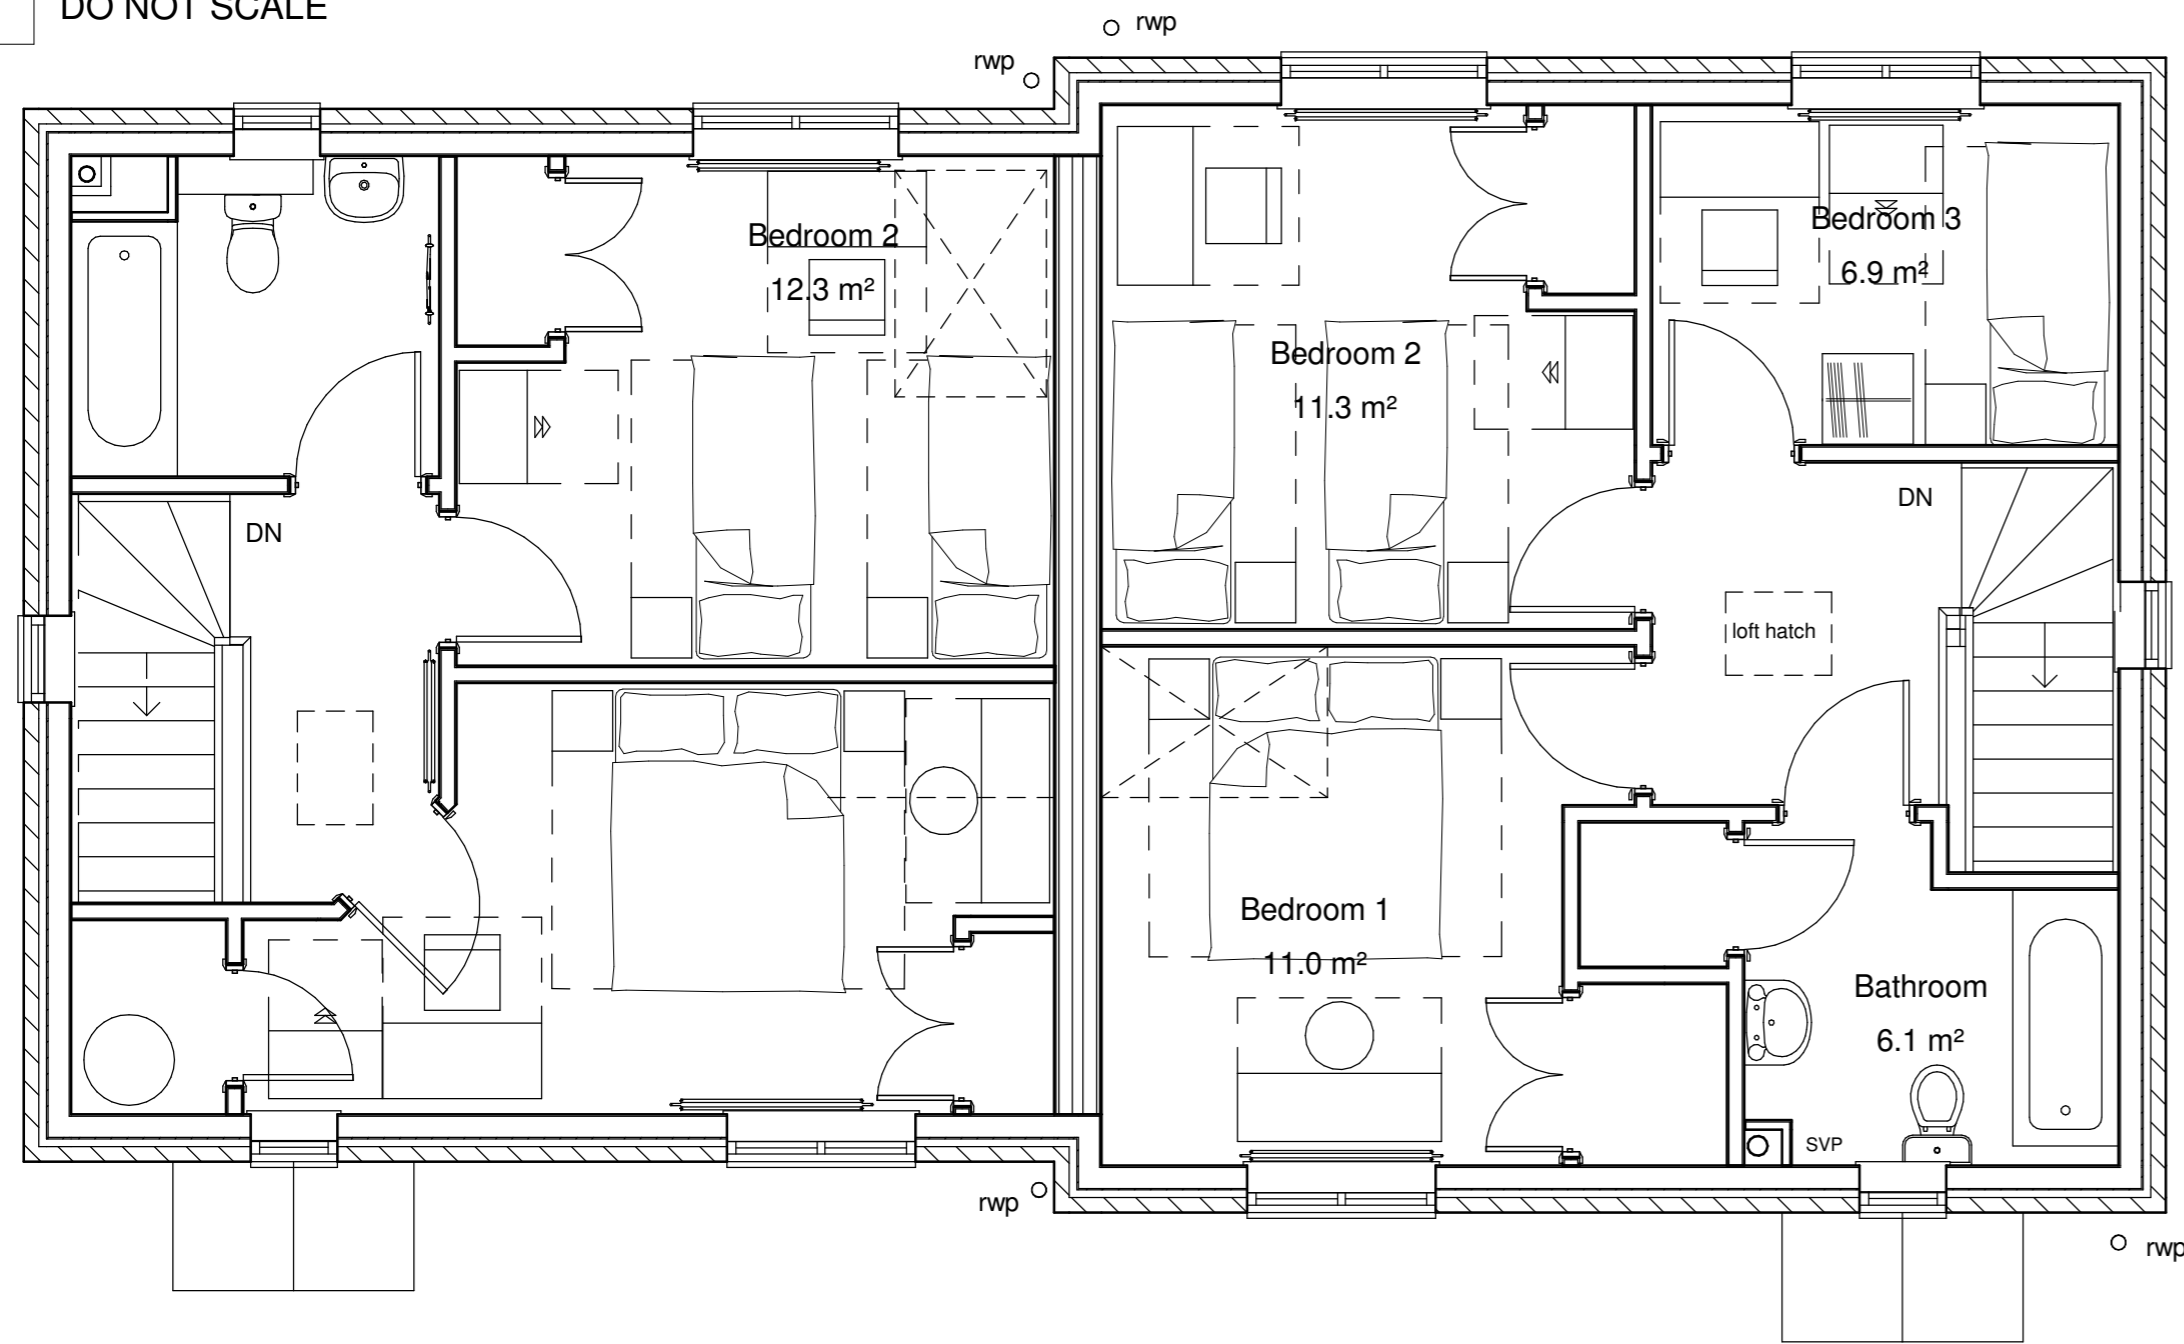 DO NOT SCALE
rwp
rwp
Bedroom 2
12.3 m²
Bedroom 3
6.9 m²
Bedroom 2
11.3 m²
DN
DN
loft hatch
Bedroom 1
11.0 m²
Bathroom
6.1 m²
SVP
rwp
rwp